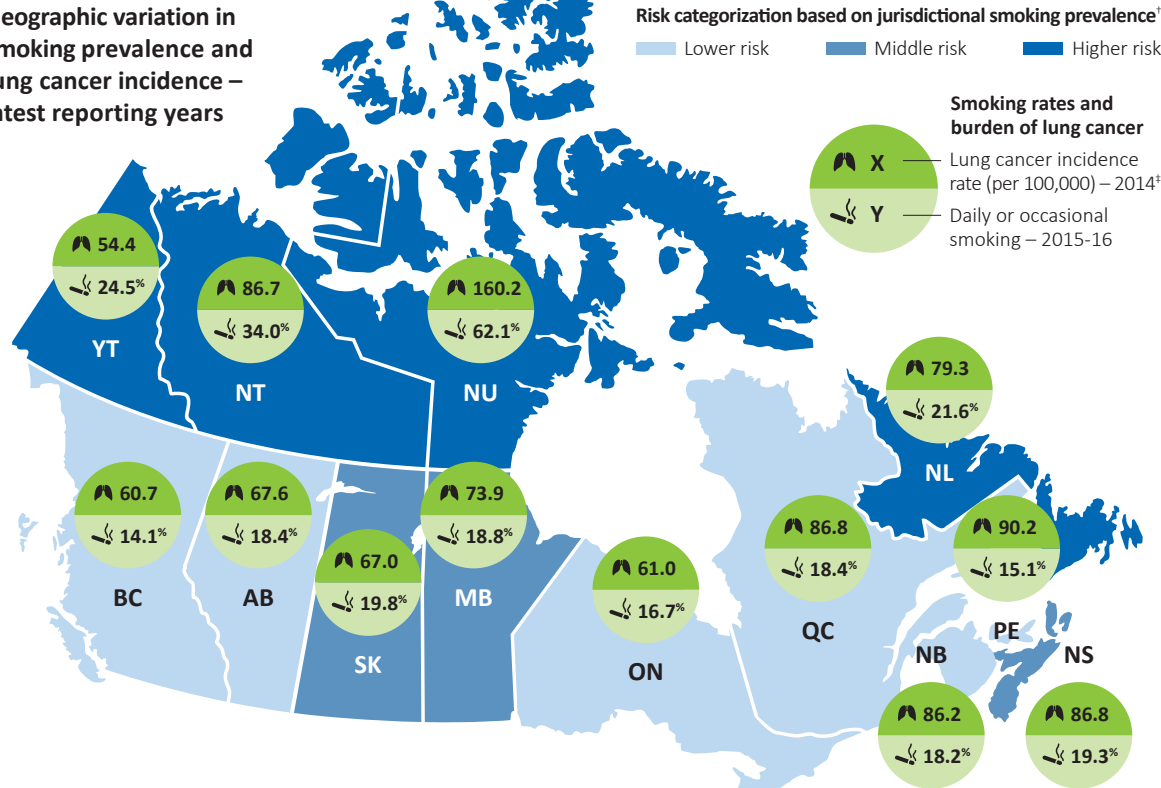 eographic variation in
moking prevalence and
ung cancer incidence –
test reporting years
Risk categorization based on jurisdictional smoking prevalence†
Lower risk Middle risk Higher risk
Smoking rates and
burden of lung cancer
X
Lung cancer incidence
rate (per 100,000) – 2014‡
Y
Daily or occasional
smoking – 2015-16
54.4
24.5%
YT
86.7
34.0%
NT
160.2
62.1%
NU
79.3
21.6%
NL
60.7
14.1%
BC
67.6
18.4%
AB
67.0
19.8%
SK
73.9
18.8%
MB
61.0
16.7%
ON
86.8
18.4%
QC
90.2
15.1%
PE
NB
86.2
18.2%
NS
86.8
19.3%